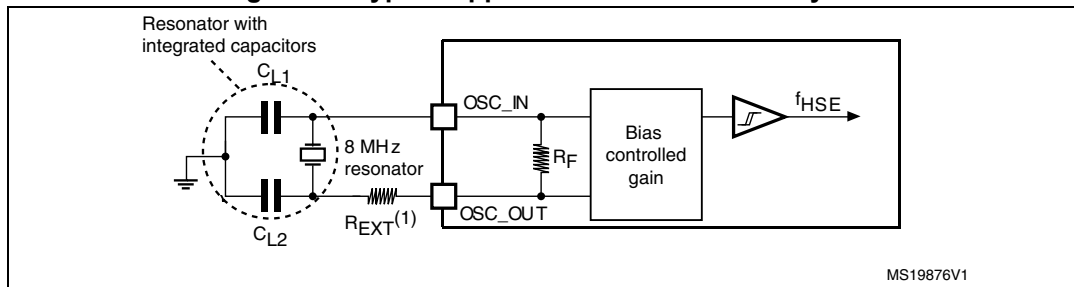 Resonator with
integrated capacitors
CL1
OSC_IN
fHSE
8 MHz
resonator
RF
Bias
controlled
gain
OSC_OUT
REXT(1)
CL2
MS19876V1